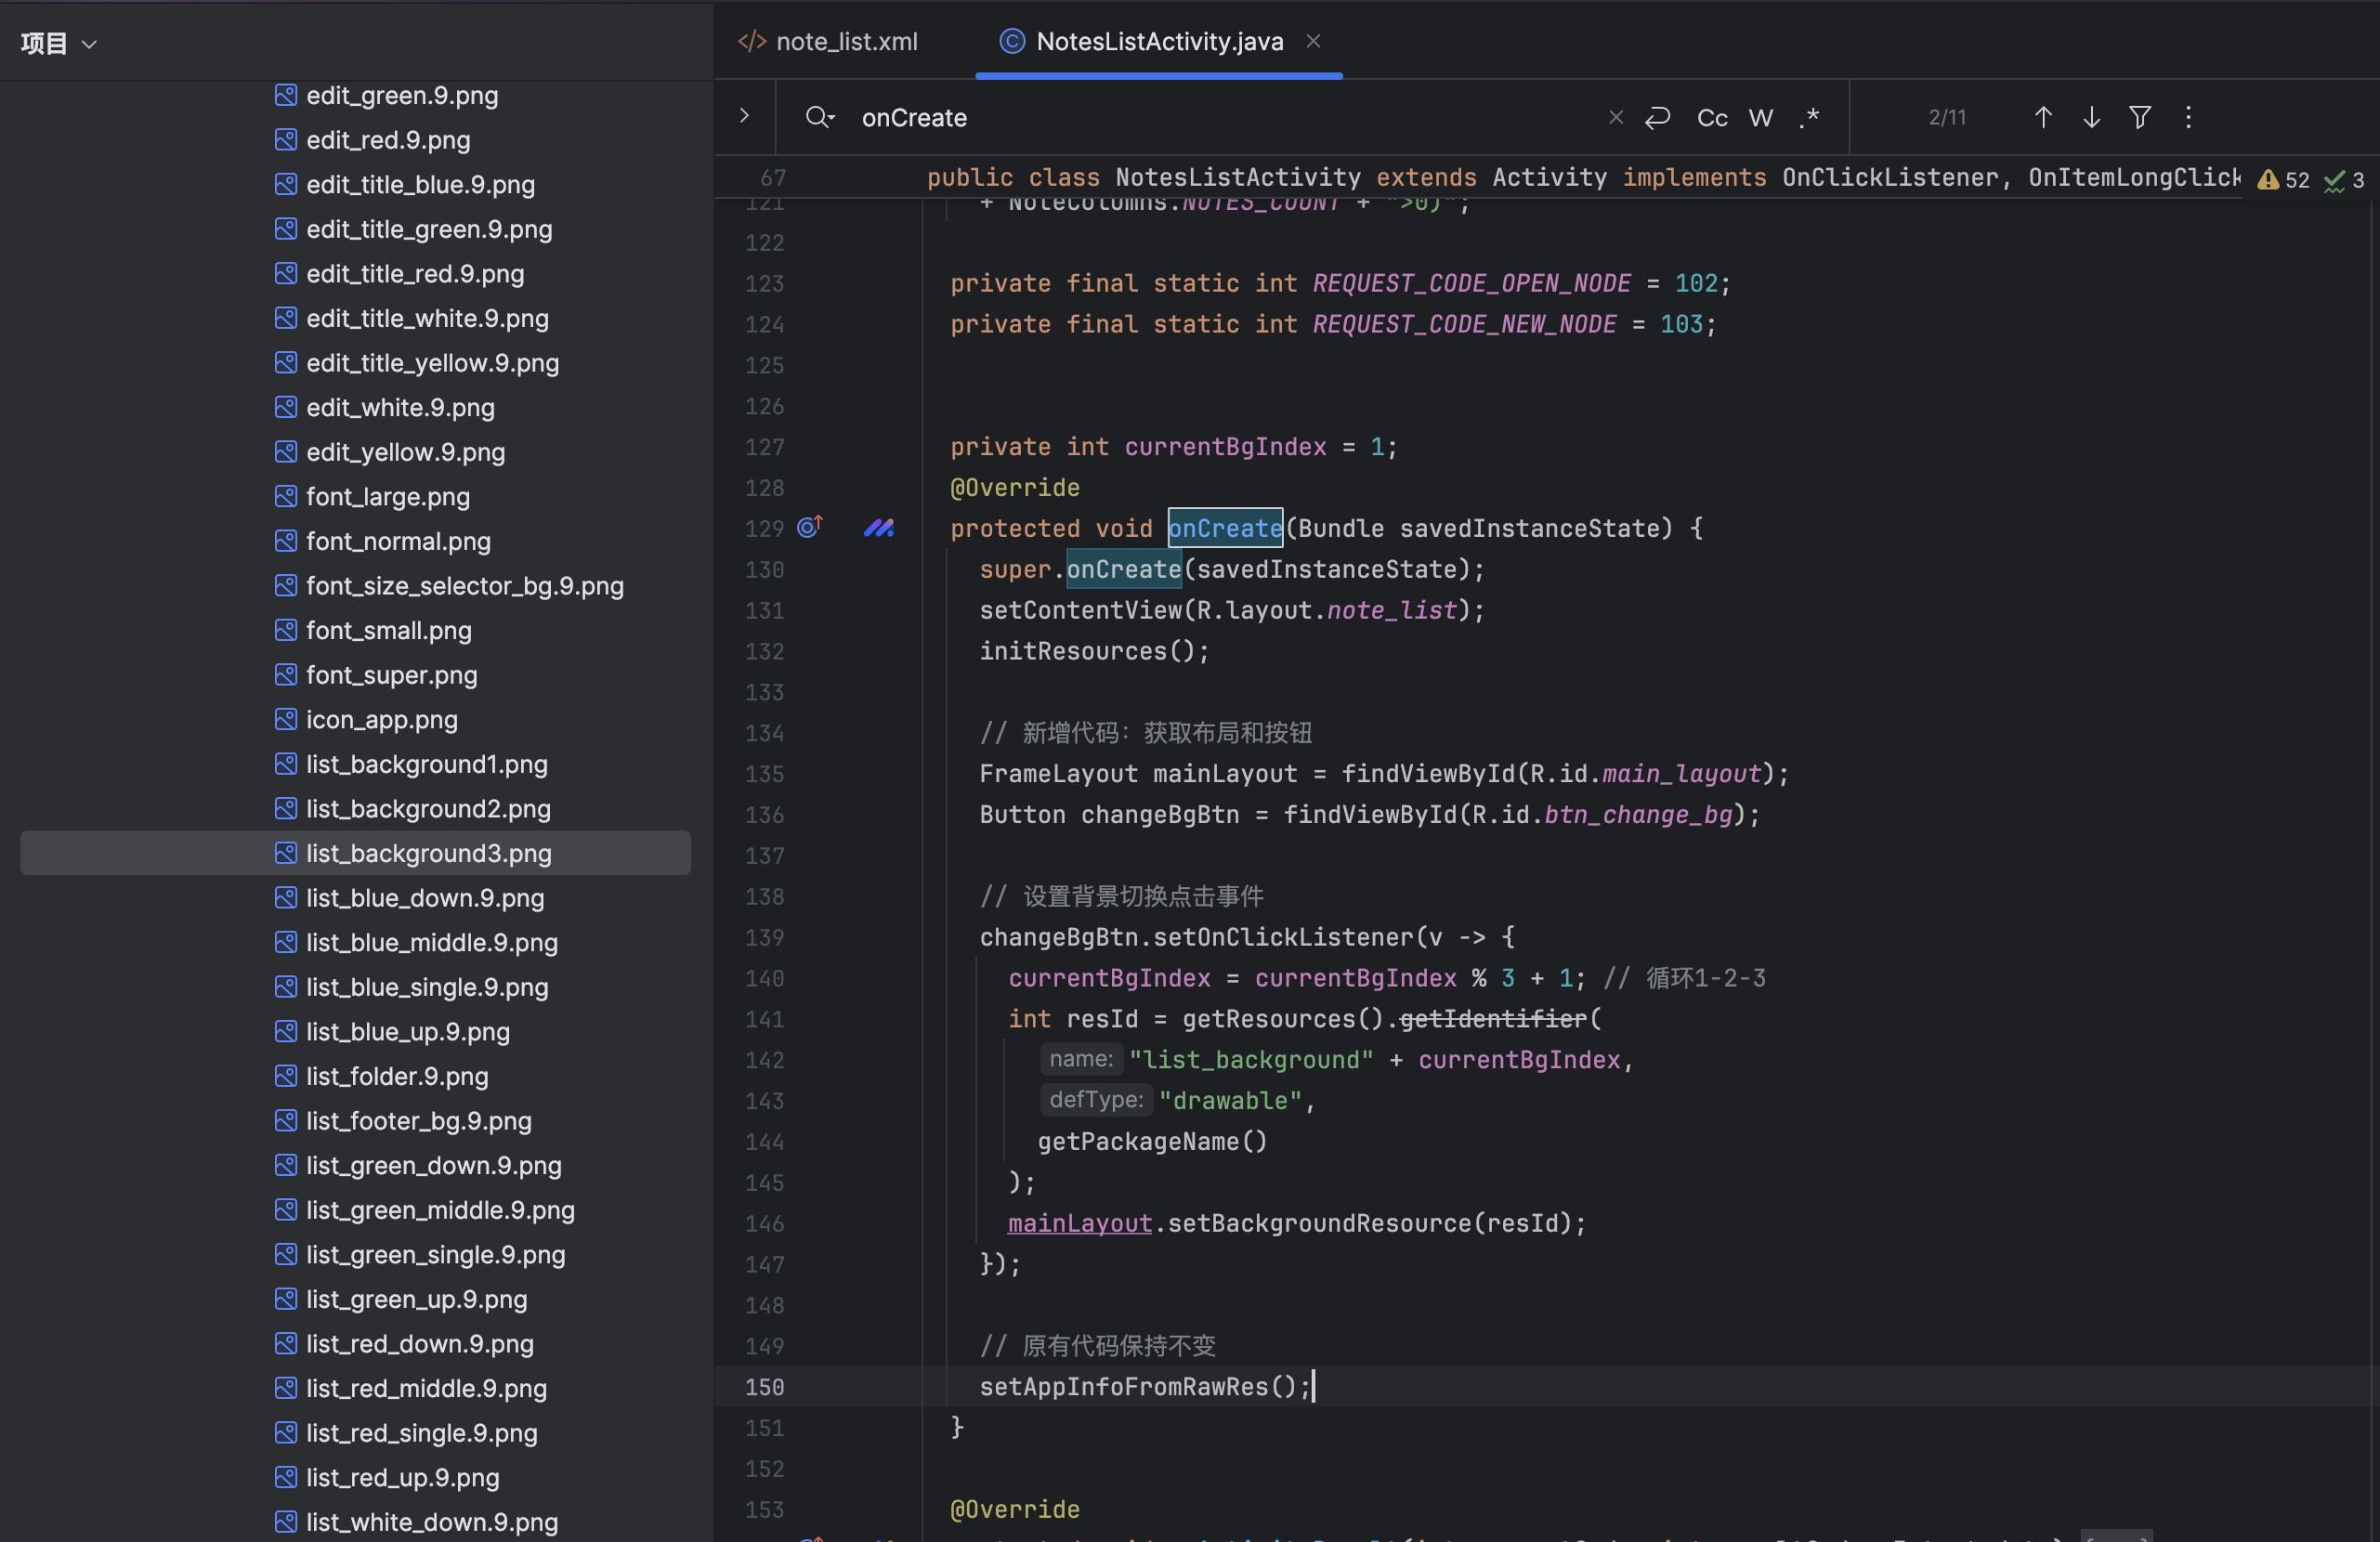 项目
edit_green.9.png
edit_red.9.png
edit_title_blue.9.png
edit_title_green.9.png
edit_title_red.9.png
edit_title_white.9.png
edit_title_yellow.9.png
edit_white.9.png
edit_yellow.9.png
font_large.png
font_normal.png
font_size_selector_bg.9.png
font_small.png
font_super.png
icon_app.png
list_background1.png
list_background2.png
list_background3.png
list_blue_down.9.png
list_blue_middle.9.png
list_blue_single.9.png
list_blue_up.9.png
list_folder.9.png
list_footer_bg.9.png
list_green_down.9.png
list_green_middle.9.png
list_green_single.9.png
list_green_up.9.png
list_red_down.9.png
list_red_middle.9.png
list_red_single.9.png
list_red_up.9.png
list_white_down.9.png
</> note_list.xml
NotesListActivity.java
onCreate
Cc W .*
2/11
67 public class NotesListActivity extends Activity implements OnClickListener, OnItemLongClick
52 3
121 + NoteColumns.NOTES_COUNT + ">0)";
122
123 private final static int REQUEST_CODE_OPEN_NODE = 102;
124 private final static int REQUEST_CODE_NEW_NODE = 103;
125
126
127 private int currentBgIndex = 1;
128 @Override
129 protected void onCreate(Bundle savedInstanceState) {
130 super.onCreate(savedInstanceState);
131 setContentView(R.layout.note_list);
132 initResources();
133
134 // 新增代码：获取布局和按钮
135 FrameLayout mainLayout = findViewById(R.id.main_layout);
136 Button changeBgBtn = findViewById(R.id.btn_change_bg);
137
138 // 设置背景切换点击事件
139 changeBgBtn.setOnClickListener(v -> {
140 currentBgIndex = currentBgIndex % 3 + 1; // 循环1-2-3
141 int resId = getResources().getIdentifier(
142 name: "list_background" + currentBgIndex,
143 defType: "drawable",
144 getPackageName()
145 );
146 mainLayout.setBackgroundResource(resId);
147 });
148
149 // 原有代码保持不变
150 setAppInfoFromRawRes();
151 }
152
153 @Override